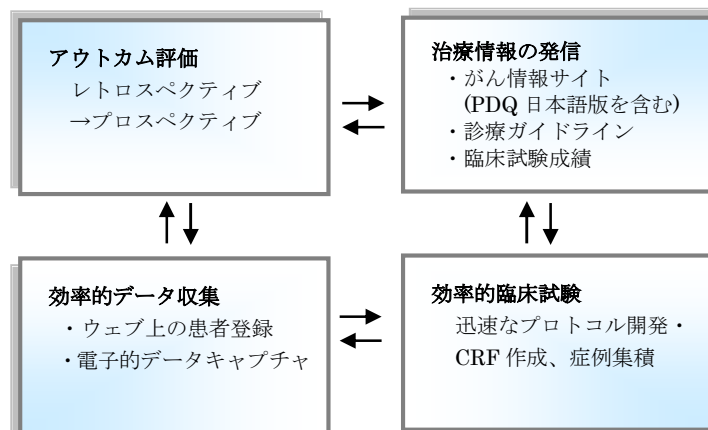 アウトカム評価
レトロスペクティブ
→プロスペクティブ
治療情報の発信
・がん情報サイト
(PDQ 日本語版を含む)
・診療ガイドライン
・臨床試験成績
効率的データ収集
・ウェブ上の患者登録
・電子的データキャプチャ
効率的臨床試験
迅速なプロトコル開発・
CRF 作成、症例集積